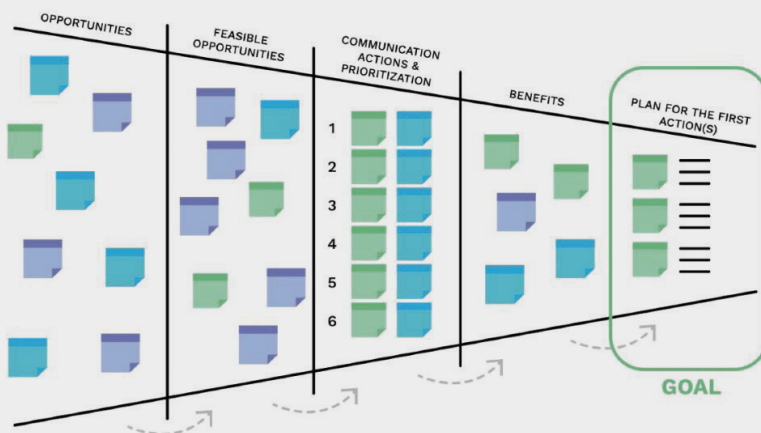 OPPORTUNITIES
FEASIBLE
OPPORTUNITIES
COMMUNICATION
ACTIONS &
PRIORITIZATION
BENEFITS
PLAN FOR THE FIRST
ACTION(S)
1
2
3
4
5
6
GOAL